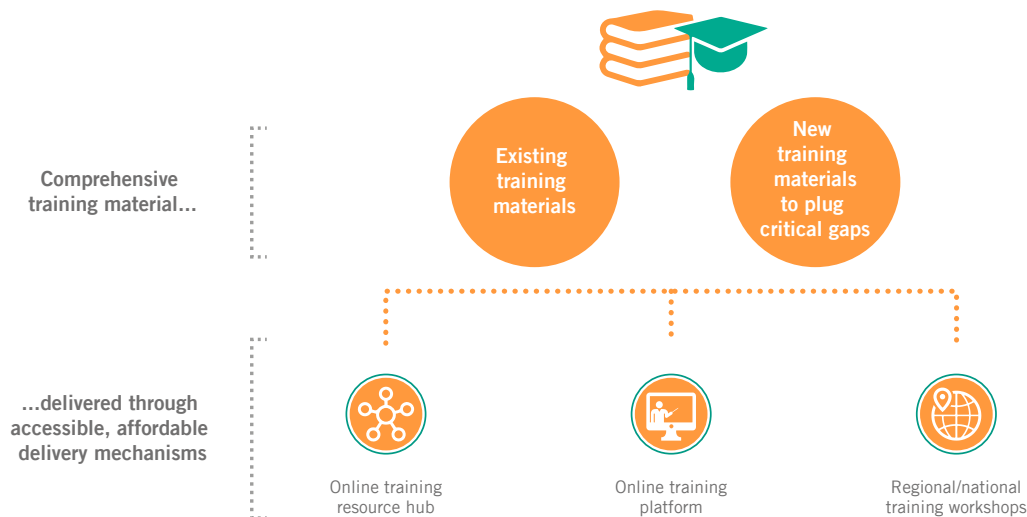 Comprehensive
training material...
Existing
training
materials
New
training
materials
to plug
critical gaps
...delivered through
accessible, affordable
delivery mechanisms
Online training
resource hub
Online training
platform
Regional/national
training workshops